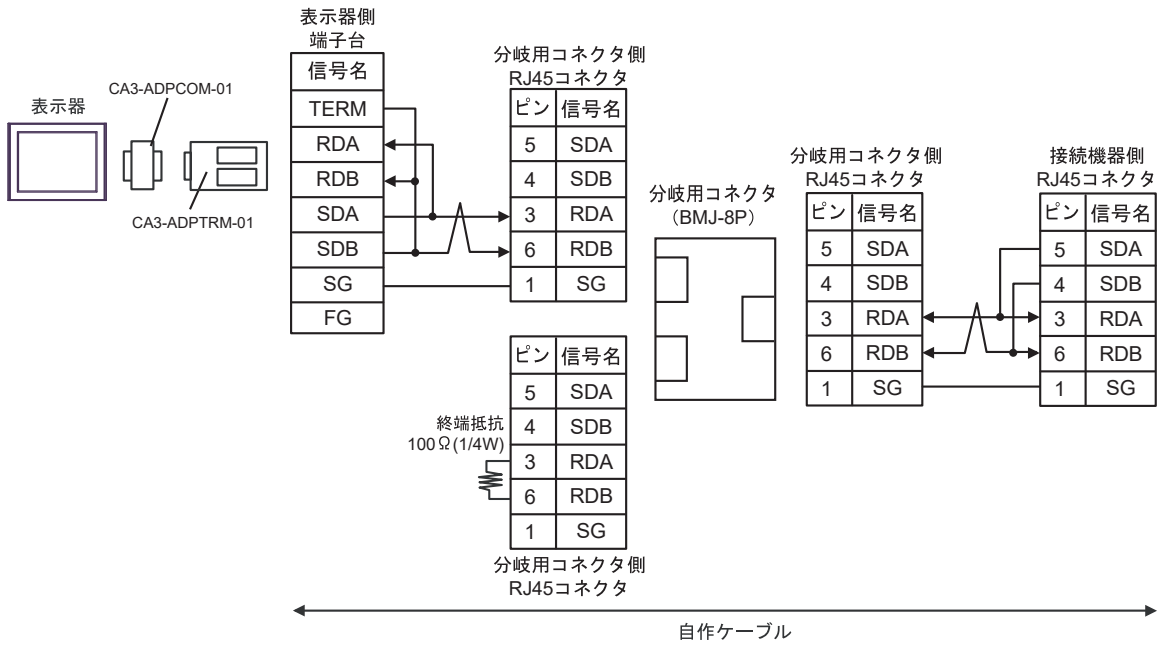 表示器
CA3-ADPCOM-01
CA3-ADPTRM-01
表示器側
端子台
信号名
TERM
RDA
RDB
SDA
SDB
SG
FG
分岐用コネクタ側
RJ45コネクタ
ピン 信号名
5 SDA
4 SDB
3 RDA
6 RDB
1 SG
終端抵抗
100Ω(1/4W)
ピン 信号名
5 SDA
4 SDB
3 RDA
6 RDB
1 SG
分岐用コネクタ側
RJ45コネクタ
分岐用コネクタ
（BMJ-8P）
分岐用コネクタ側
RJ45コネクタ
ピン 信号名
5 SDA
4 SDB
3 RDA
6 RDB
1 SG
接続機器側
RJ45コネクタ
ピン 信号名
5 SDA
4 SDB
3 RDA
6 RDB
1 SG
自作ケーブル